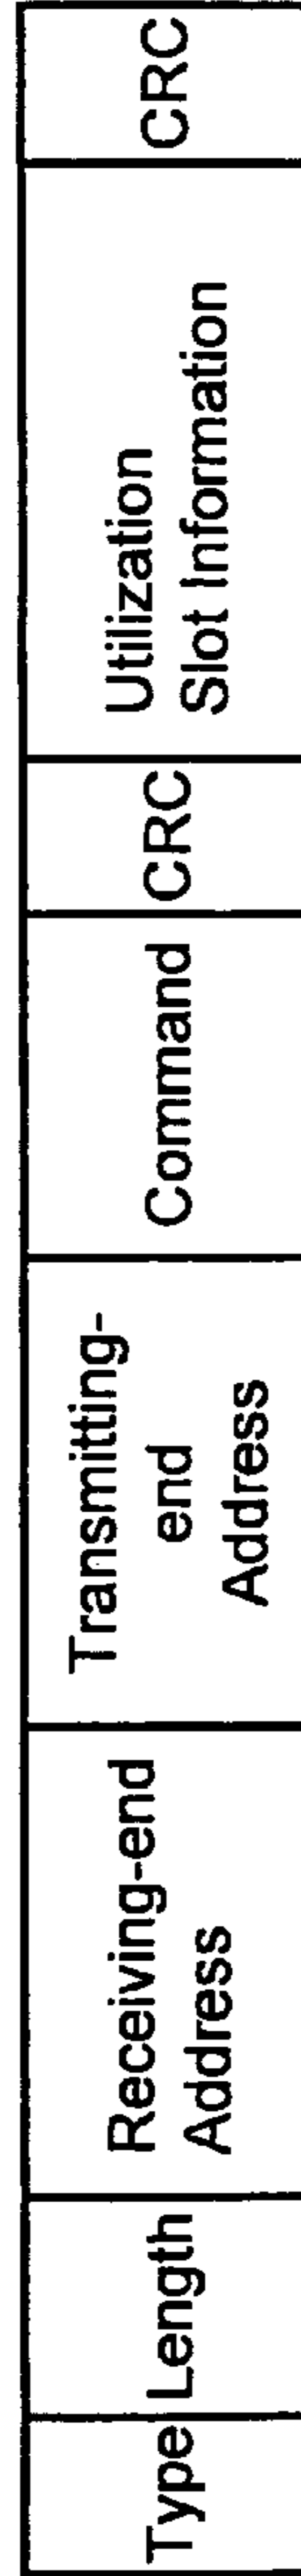 Type
Length
Receiving-end
Address
Transmitting-
end
Address
Command
CRC
Utilization
Slot Information
CRC